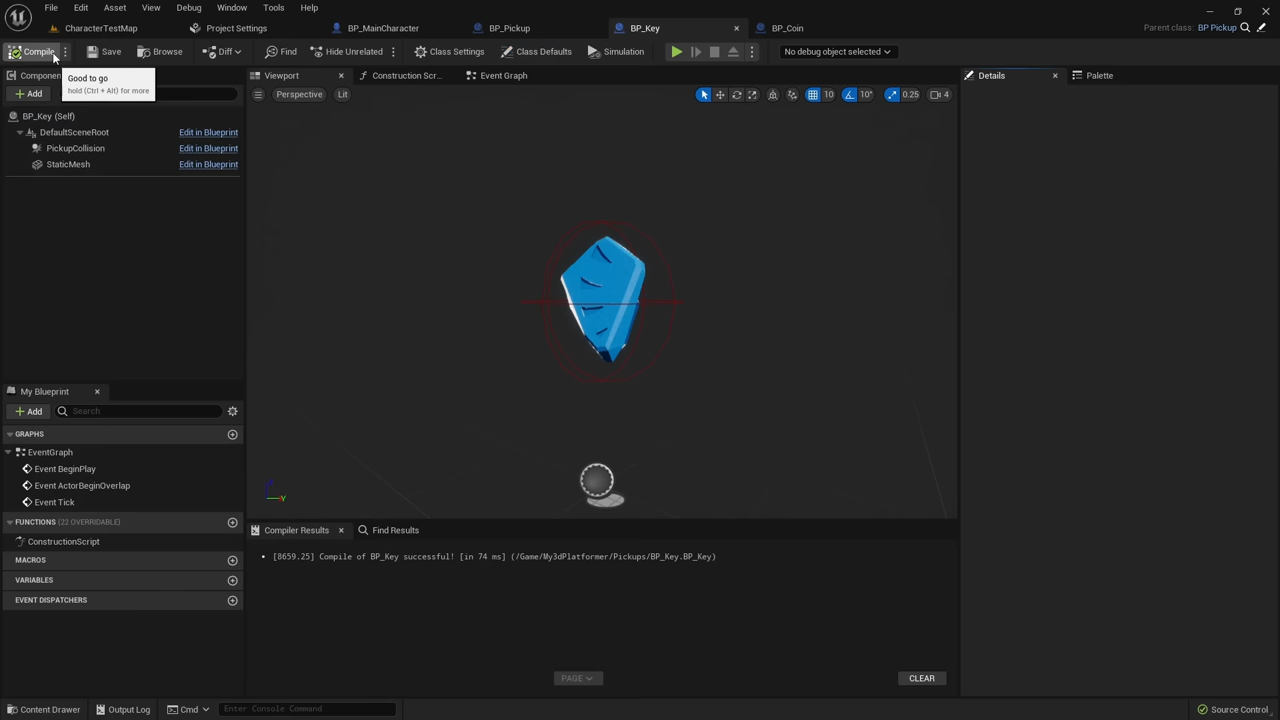 File Edit Asset View Debug Window Tools Help
CharacterTestMap Project Settings BP_MainCharacter BP_Pickup BP_Key BP_Coin Parent class: BP Pickup
Compile Save Browse Diff Find Hide Unrelated Class Settings Class Defaults Simulation No debug object selected
Good to go
hold (Ctrl + Alt) for more
Viewport Construction Scr... Event Graph Details Palette
Add
Perspective Lit 10 10° 0.25 4
BP_Key (Self)
DefaultSceneRoot Edit in Blueprint
PickupCollision Edit in Blueprint
StaticMesh Edit in Blueprint
My Blueprint
Add Search
GRAPHS
EventGraph
Event BeginPlay
Event ActorBeginOverlap
Event Tick
FUNCTIONS (22 OVERRIDABLE)
ConstructionScript
MACROS
VARIABLES
EVENT DISPATCHERS
Compiler Results Find Results
[8659.25] Compile of BP_Key successful! [in 74 ms] (/Game/My3dPlatformer/Pickups/BP_Key.BP_Key)
PAGE CLEAR
Content Drawer Output Log Cmd Enter Console Command Source Control